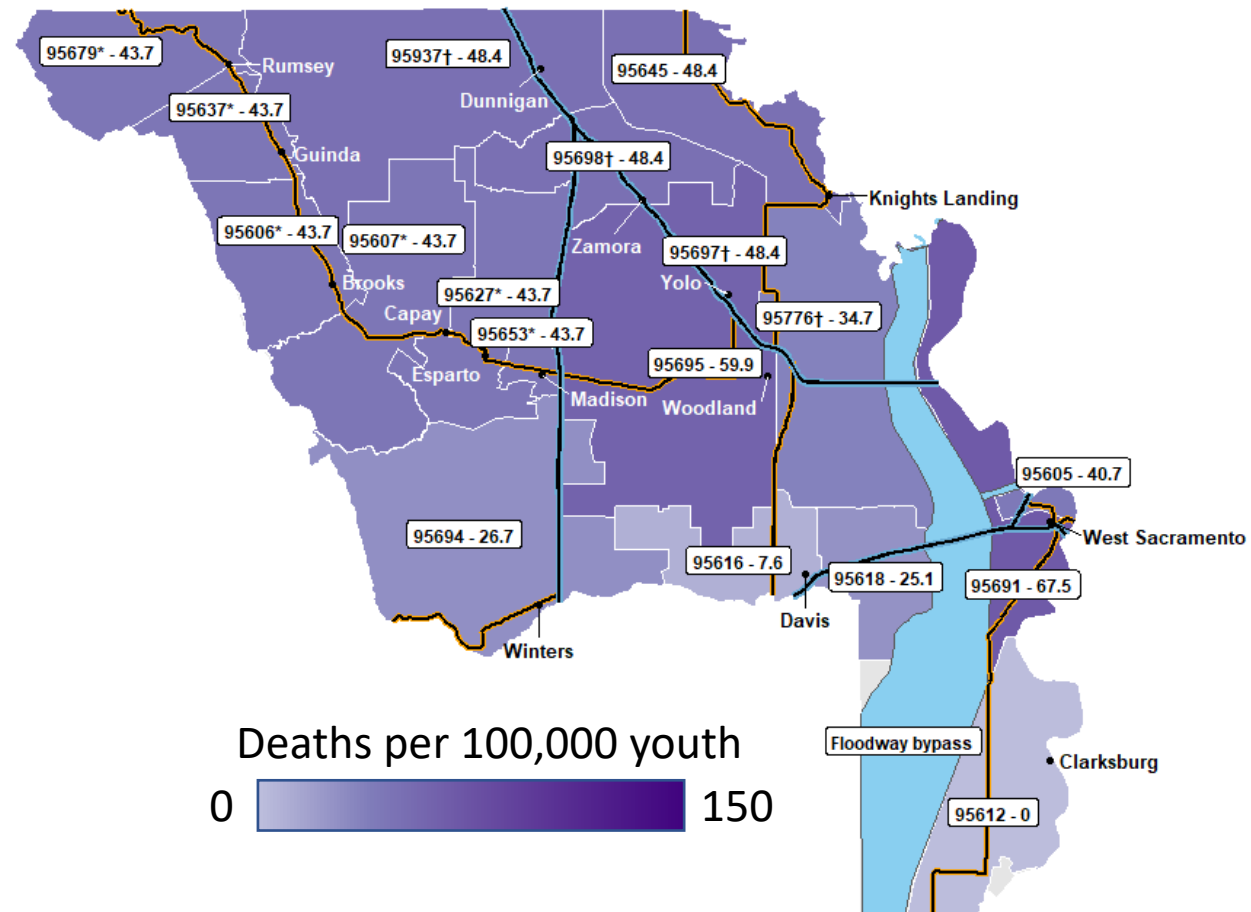 95679* - 43.7
Rumsey
95937† - 48.4
Dunnigan
95645 - 48.4
95637* - 43.7
Guinda
95698† - 48.4
Knights Landing
95606* - 43.7
95607* - 43.7
Zamora
95697† - 48.4
Brooks
95627* - 43.7
Yolo
Capay
95653* - 43.7
95776† - 34.7
Esparto
95695 - 59.9
Madison
Woodland
95605 - 40.7
95694 - 26.7
West Sacramento
95616 - 7.6
95618 - 25.1
95691 - 67.5
Davis
Winters
Deaths per 100,000 youth
0
150
Floodway bypass
Clarksburg
95612 - 0